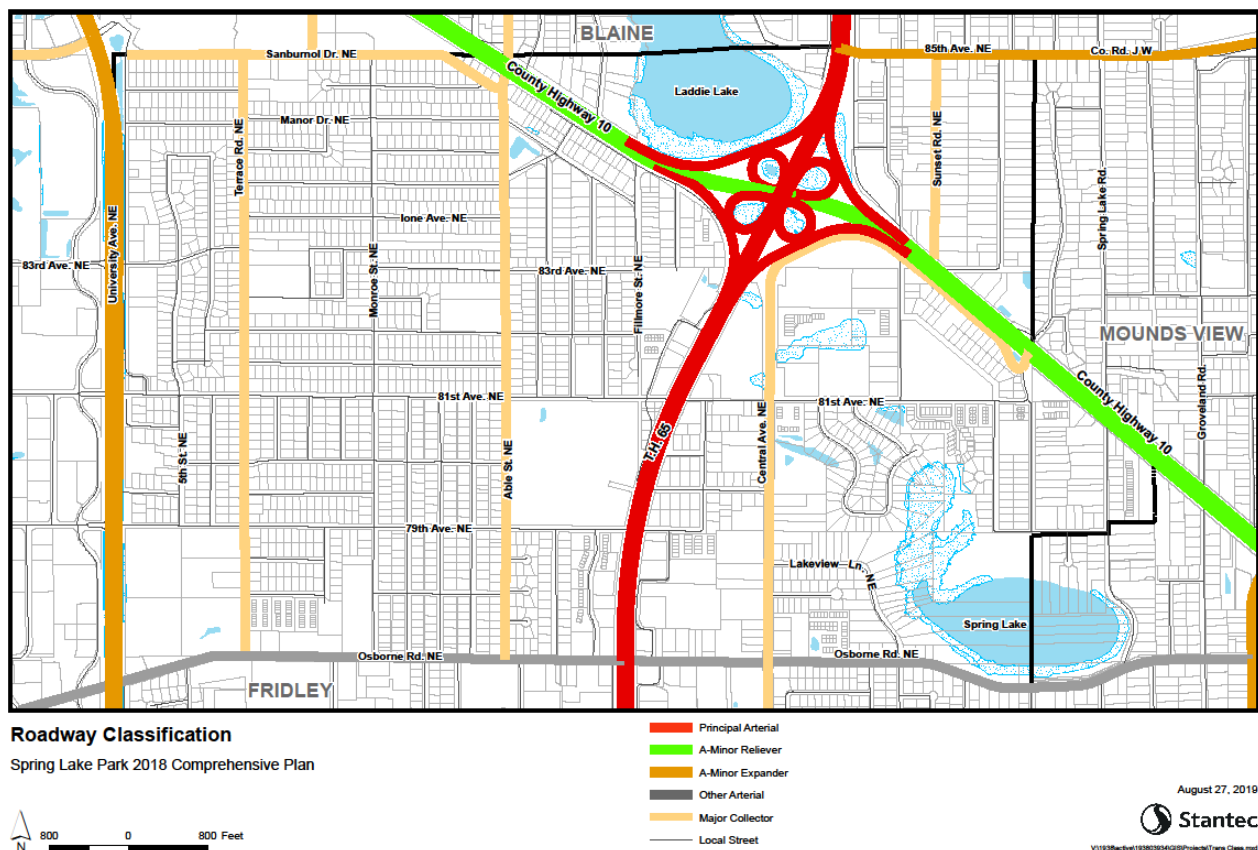 BLAINE
Sanburnol Dr. NE
85th Ave. NE
Co. Rd. J.W
County Highway 10
Laddie Lake
Manor Dr. NE
Terrace Rd. NE
Sunset Rd. NE
Spring Lake Rd.
University Ave. NE
Ione Ave. NE
Monroe St. NE
83rd Ave. NE
83rd Ave. NE
Fillmore St. NE
MOUNDS VIEW
County Highway 10
Groveland Rd.
81st Ave. NE
81st Ave. NE
T.H. 65
Central Ave. NE
5th St. NE
Able St. NE
79th Ave. NE
Lakeview Ln. NE
Spring Lake
Osborne Rd. NE
Osborne Rd. NE
FRIDLEY
Roadway Classification
Spring Lake Park 2018 Comprehensive Plan
Principal Arterial
A-Minor Reliever
A-Minor Expander
Other Arterial
Major Collector
Local Street
N
800 0 800 Feet
August 27, 2019
Stantec